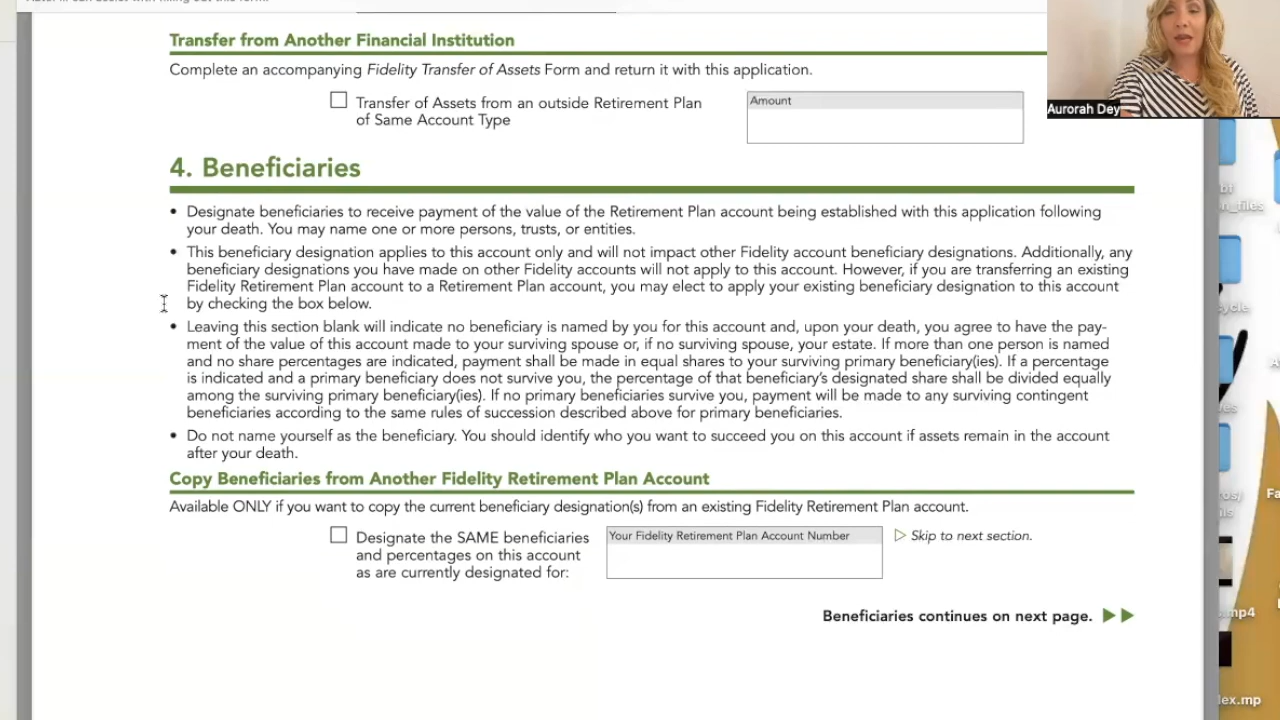 Transfer from Another Financial Institution
Complete an accompanying Fidelity Transfer of Assets Form and return it with this application.
Transfer of Assets from an outside Retirement Plan
of Same Account Type
Amount
Aurorah Dey
4. Beneficiaries
• Designate beneficiaries to receive payment of the value of the Retirement Plan account being established with this application following
your death. You may name one or more persons, trusts, or entities.
• This beneficiary designation applies to this account only and will not impact other Fidelity account beneficiary designations. Additionally, any
beneficiary designations you have made on other Fidelity accounts will not apply to this account. However, if you are transferring an existing
Fidelity Retirement Plan account to a Retirement Plan account, you may elect to apply your existing beneficiary designation to this account
by checking the box below.
• Leaving this section blank will indicate no beneficiary is named by you for this account and, upon your death, you agree to have the pay-
ment of the value of this account made to your surviving spouse or, if no surviving spouse, your estate. If more than one person is named
and no share percentages are indicated, payment shall be made in equal shares to your surviving primary beneficiary(ies). If a percentage
is indicated and a primary beneficiary does not survive you, the percentage of that beneficiary's designated share shall be divided equally
among the surviving primary beneficiary(ies). If no primary beneficiaries survive you, payment will be made to any surviving contingent
beneficiaries according to the same rules of succession described above for primary beneficiaries.
• Do not name yourself as the beneficiary. You should identify who you want to succeed you on this account if assets remain in the account
after your death.
Copy Beneficiaries from Another Fidelity Retirement Plan Account
Available ONLY if you want to copy the current beneficiary designation(s) from an existing Fidelity Retirement Plan account.
Designate the SAME beneficiaries
and percentages on this account
as are currently designated for:
Your Fidelity Retirement Plan Account Number
Skip to next section.
Beneficiaries continues on next page.